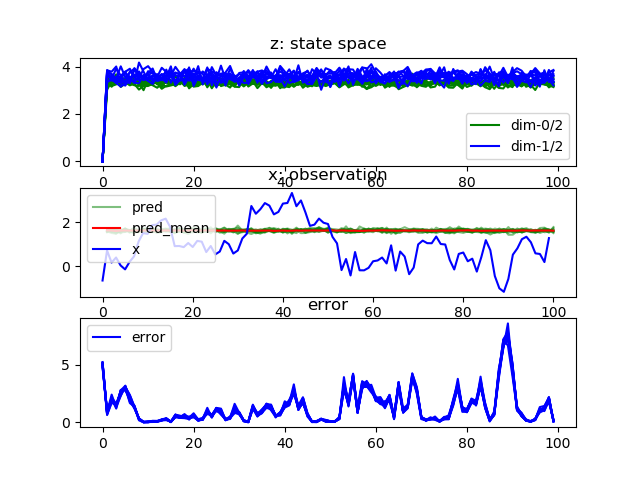 z: state space
4
2
0
dim-0/2
dim-1/2
0 20 40 60 80 100
x: observation
2
0
pred
pred_mean
x
0 20 40 60 80 100
error
5
0
error
0 20 40 60 80 100